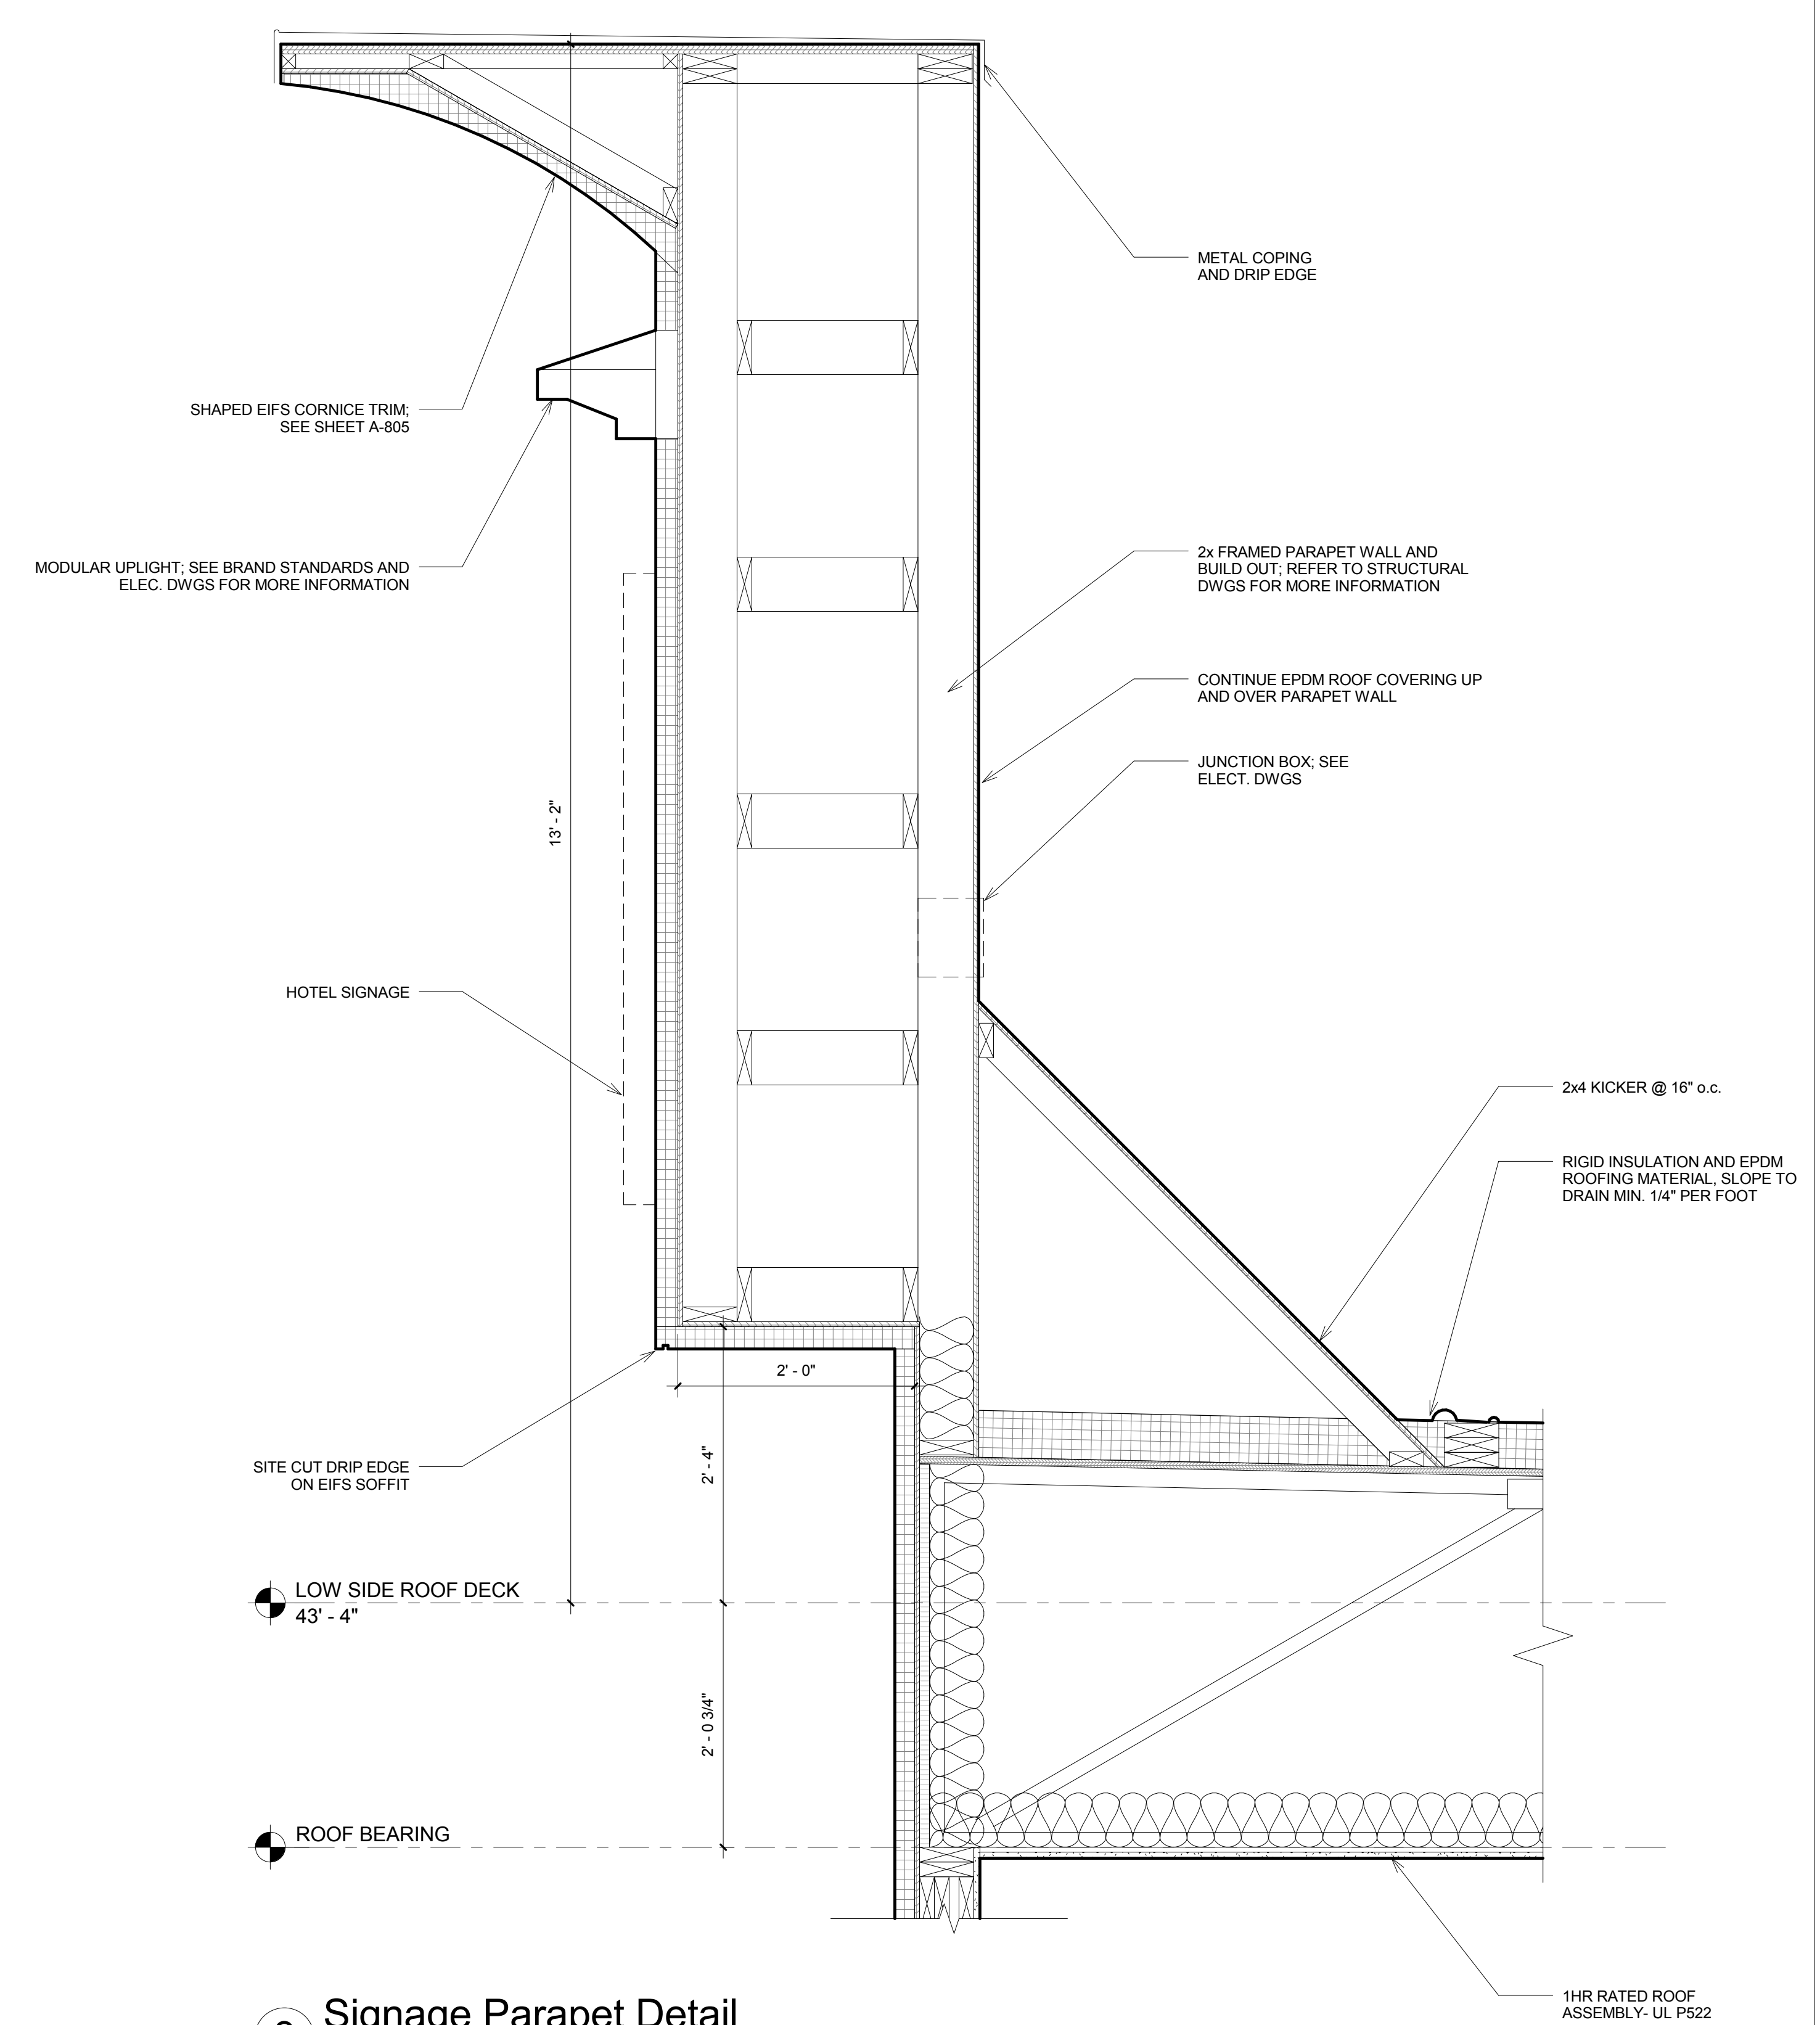 METAL COPING
AND DRIP EDGE
SHAPED EIFS CORNICE TRIM;
SEE SHEET A-805
MODULAR UPLIGHT; SEE BRAND STANDARDS AND
ELEC. DWGS FOR MORE INFORMATION
2x FRAMED PARAPET WALL AND
BUILD OUT; REFER TO STRUCTURAL
DWGS FOR MORE INFORMATION
CONTINUE EPDM ROOF COVERING UP
AND OVER PARAPET WALL
JUNCTION BOX; SEE
ELECT. DWGS
13' - 2"
HOTEL SIGNAGE
2x4 KICKER @ 16" o.c.
RIGID INSULATION AND EPDM
ROOFING MATERIAL, SLOPE TO
DRAIN MIN. 1/4" PER FOOT
2' - 0"
2' - 4"
SITE CUT DRIP EDGE
ON EIFS SOFFIT
LOW SIDE ROOF DECK
43' - 4"
2' - 0 3/4"
ROOF BEARING
1HR RATED ROOF
ASSEMBLY- UL P522
Signage Parapet Detail